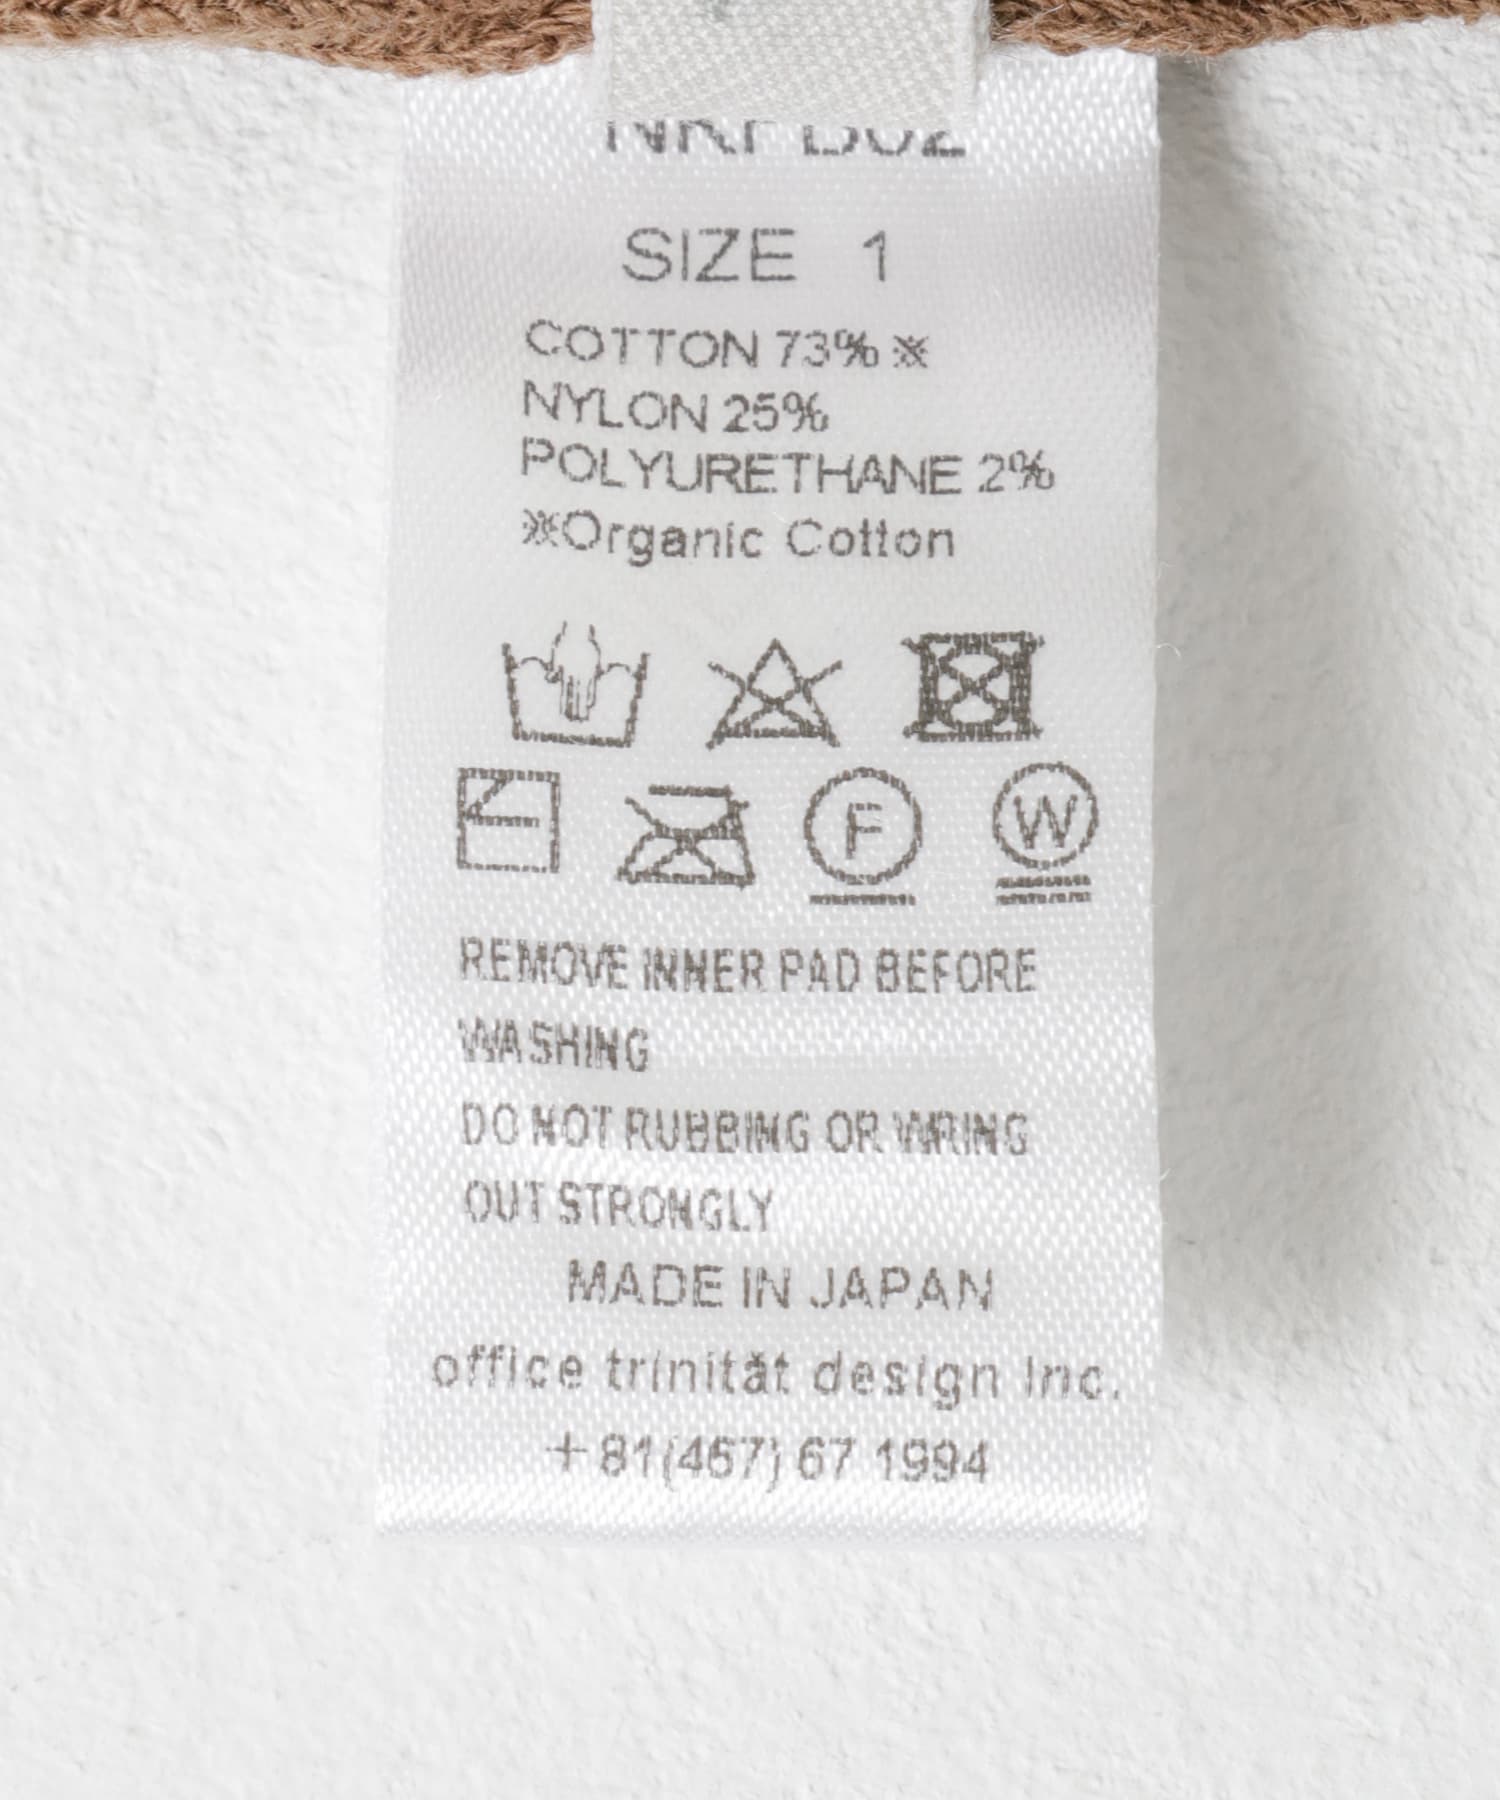 SIZE 1
COTTON 73% ※
NYLON 25%
POLYURETHANE 2%
※Organic Cotton
F
W
REMOVE INNER PAD BEFORE
WASHING
DO NOT RUBBING OR WRING
OUT STRONGLY
MADE IN JAPAN
office trinität design Inc.
+81(467) 67 1994